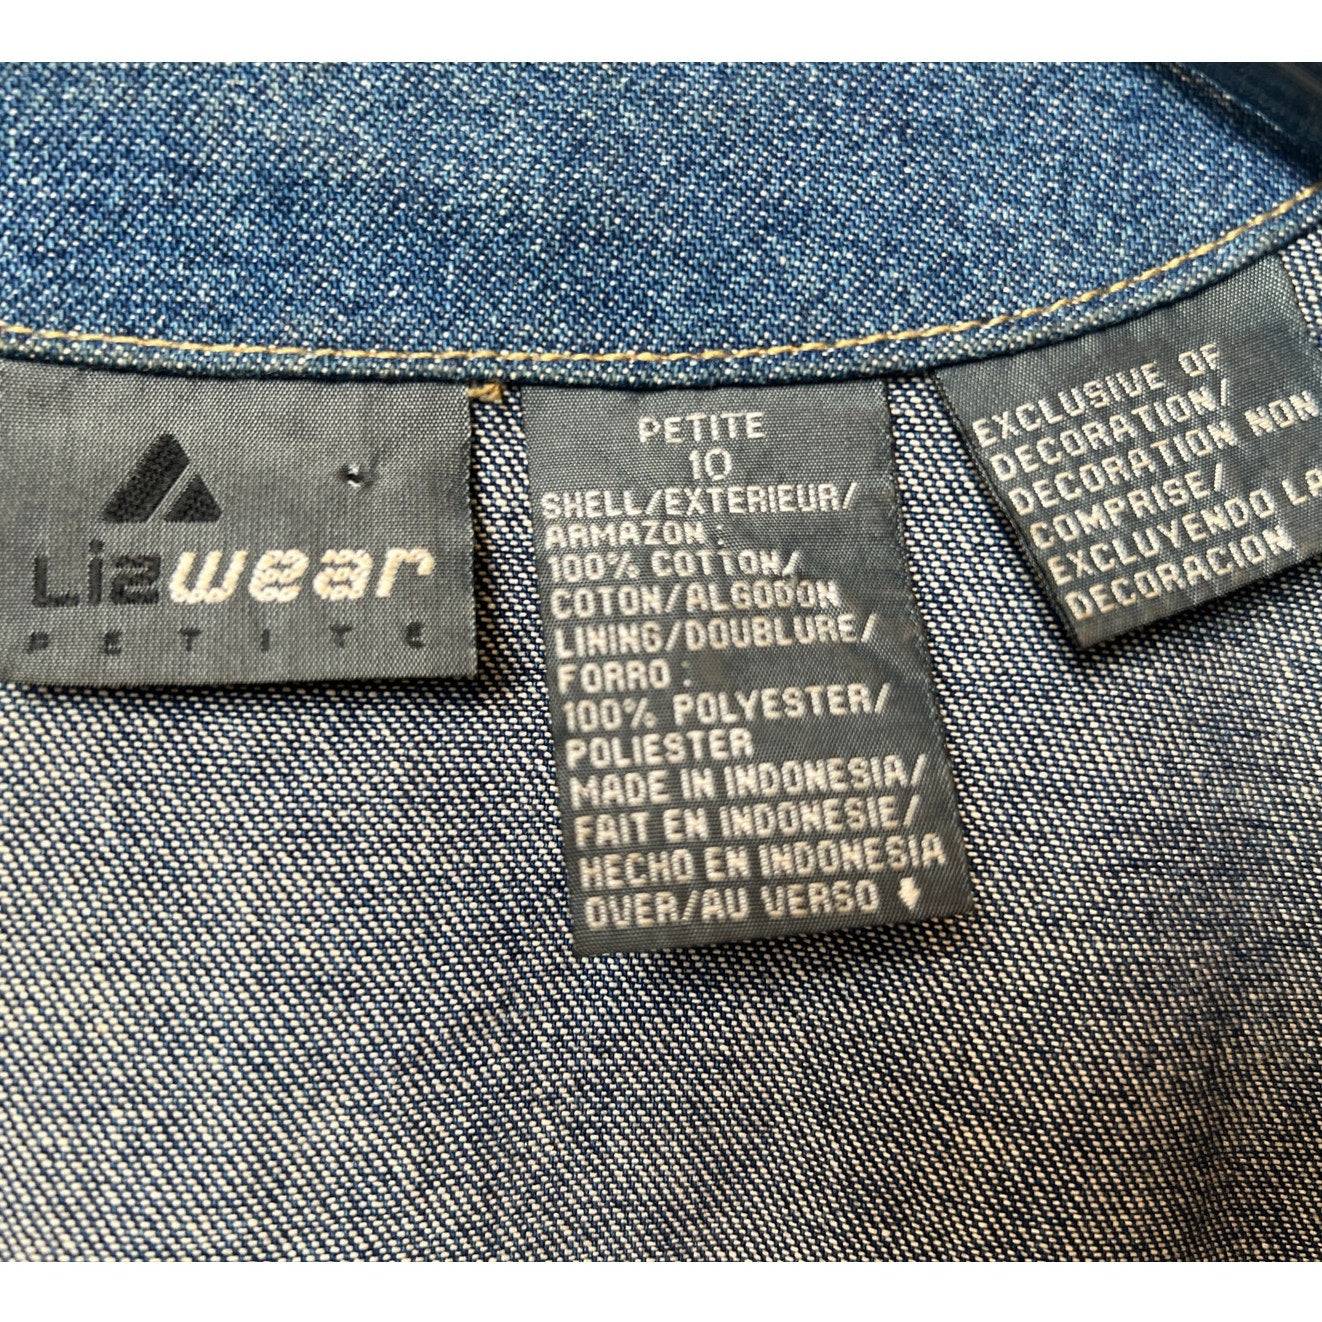 Lizwear
PETITE
PETITE
10
SHELL/EXTERIEUR/
ARMAZON :
100% COTTON/
COTON/ALGODON
LINING/DOUBLURE/
FORRO :
100% POLYESTER/
POLIESTER
MADE IN INDONESIA/
FAIT EN INDONESIE/
HECHO EN INDONESIA
OVER/AU VERSO
EXCLUSIVE OF
DECORATION/
DECORATION NON
COMPRISE/
EXCLUYENDO LA
DECORACION